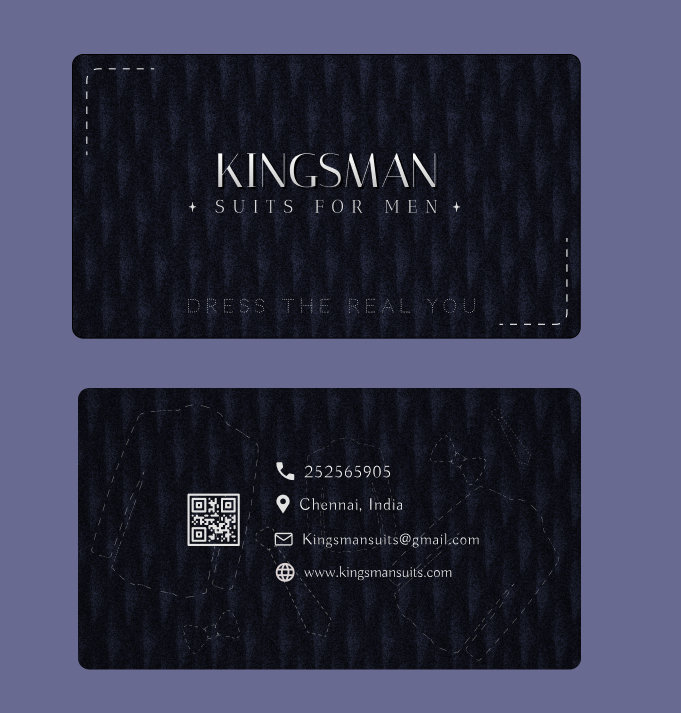 KINGSMAN
SUITS FOR MEN
DRESS THE REAL YOU
252565905
Chennai, India
Kingsmansuits@gmail.com
www.kingsmansuits.com